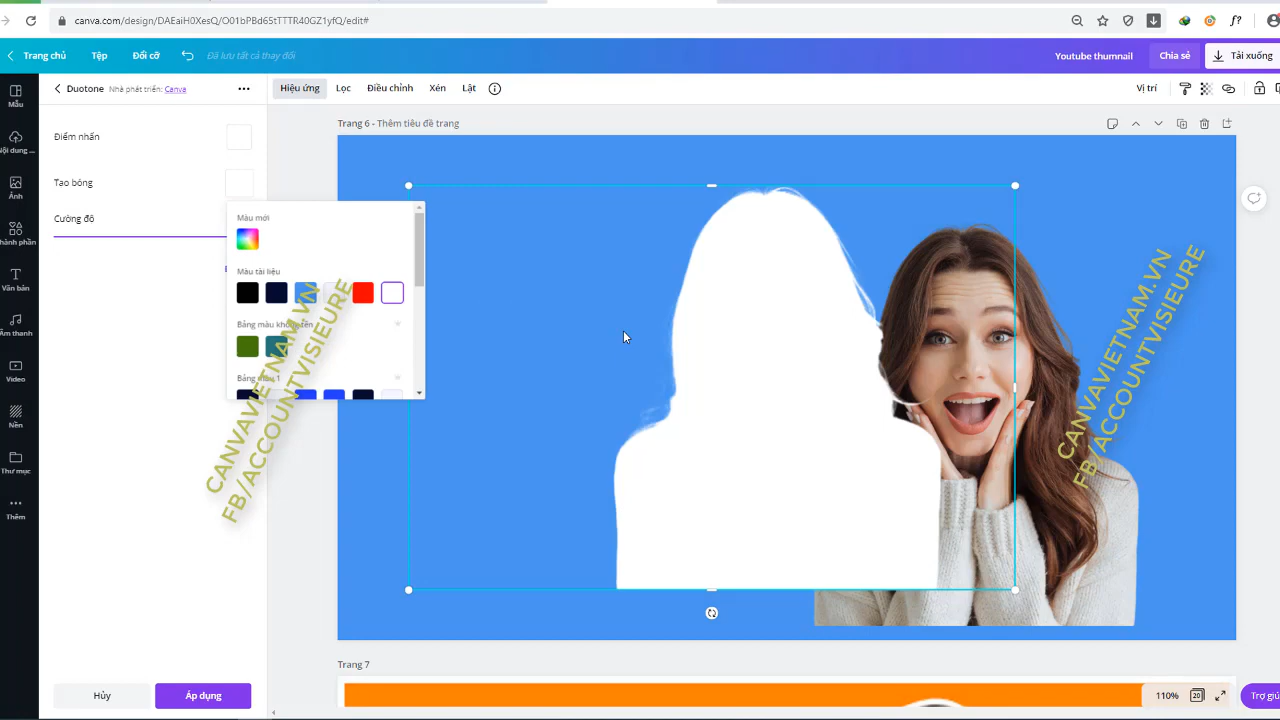 canva.com/design/DAEaiH0XesQ/O01bPBd65tTTTR40GZ1yfQ/edit#
Trang chủ
Tệp
Đổi cỡ
Đã lưu tất cả thay đổi
Youtube thumnail
Chia sẻ
Tải xuống
Duotone
Nhà phát triển: Canva
Hiệu ứng
Lọc
Điều chỉnh
Xén
Lật
Vị trí
Mẫu
Nội dung ...
Ảnh
Thành phần
Văn bản
Âm thanh
Video
Nền
Thư mục
Thêm
Điểm nhấn
Tạo bóng
Cường độ
Màu mới
Màu tài liệu
Bảng màu không tên
Bảng màu 1
Hủy
Áp dụng
Trang 6 - Thêm tiêu đề trang
CANVAVIETNAM.VN
FB/ACCOUNTVISIEURE
CANVAVIETNAM.VN
FB/ACCOUNTVISIEURE
Trang 7
110%
20
Trợ giú